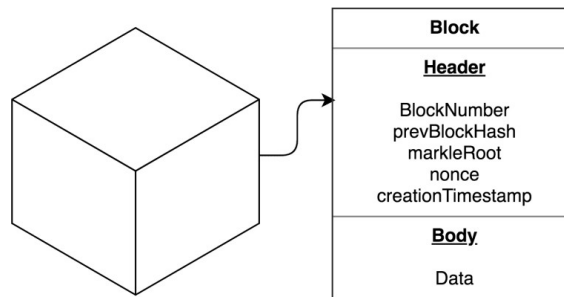 Block
Header
BlockNumber
prevBlockHash
markleRoot
nonce
creationTimestamp
Body
Data